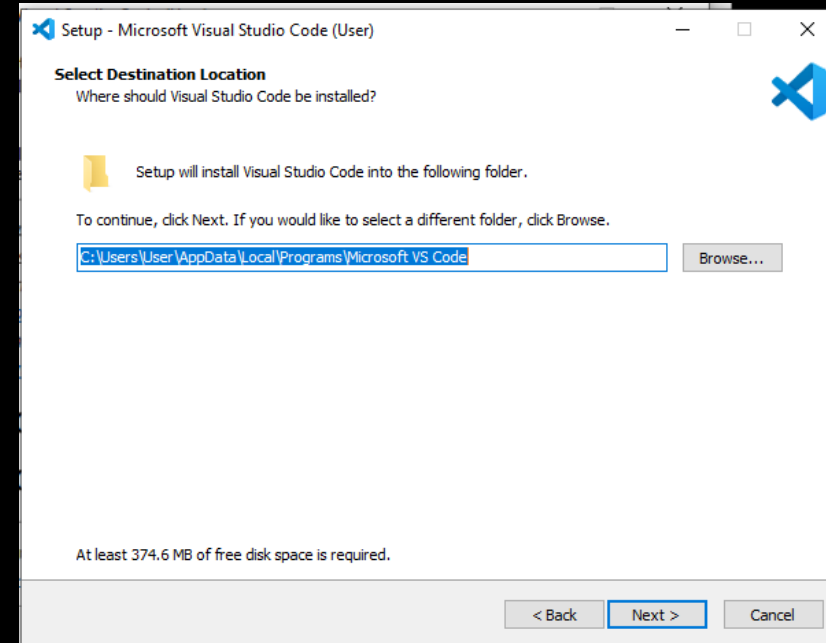 Setup - Microsoft Visual Studio Code (User)
Select Destination Location
Where should Visual Studio Code be installed?
Setup will install Visual Studio Code into the following folder.
To continue, click Next. If you would like to select a different folder, click Browse.
C:\Users\User\AppData\Local\Programs\Microsoft VS Code
Browse...
At least 374.6 MB of free disk space is required.
< Back
Next >
Cancel